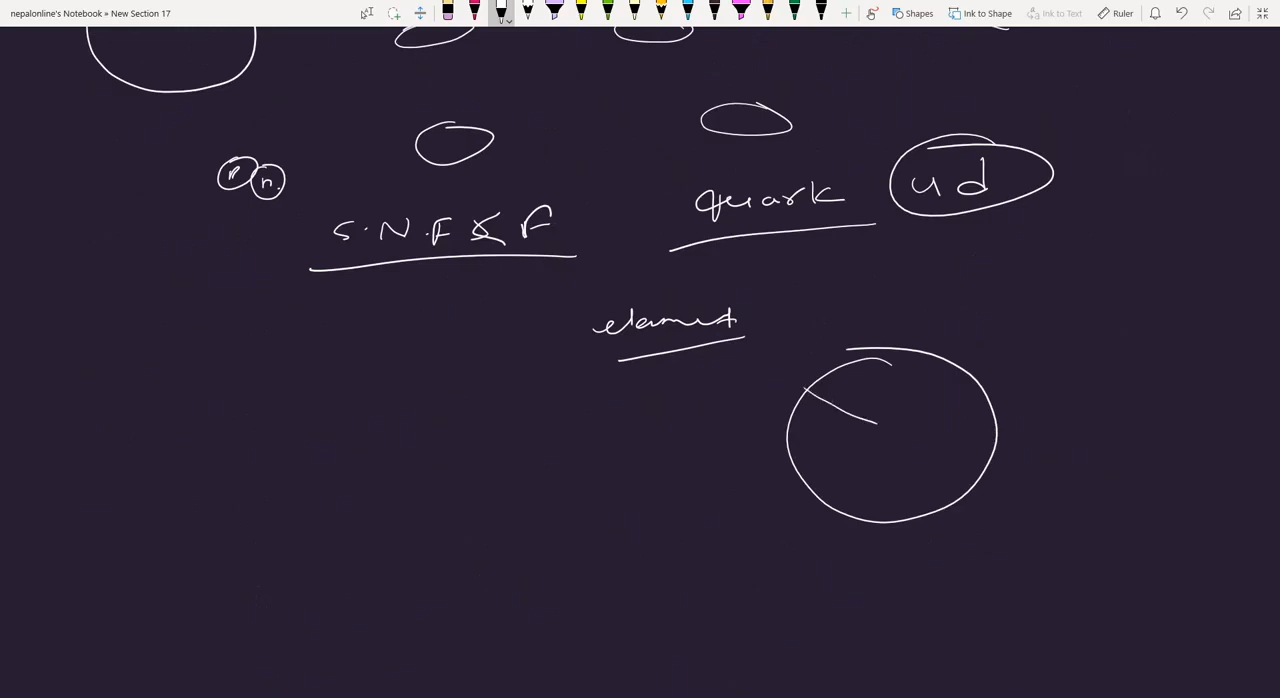 nepalonline's Notebook » New Section 17
Shapes
Ink to Shape
Ink to Text
Ruler
n.
u d
quark
S.N.F
F
element